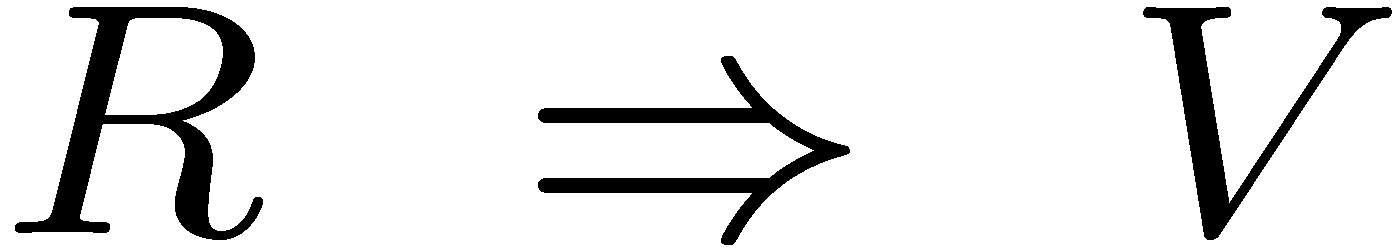 R ⇒ V